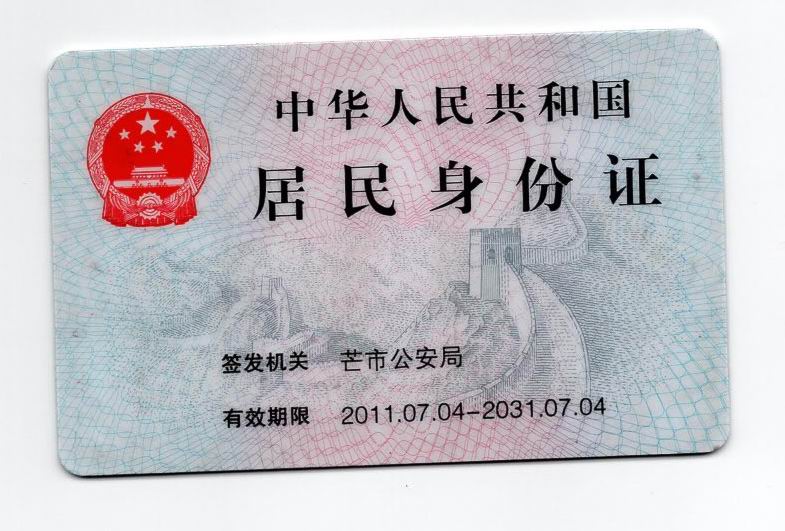 中华人民共和国
居民身份证
签发机关 芒市公安局
有效期限 2011.07.04-2031.07.04